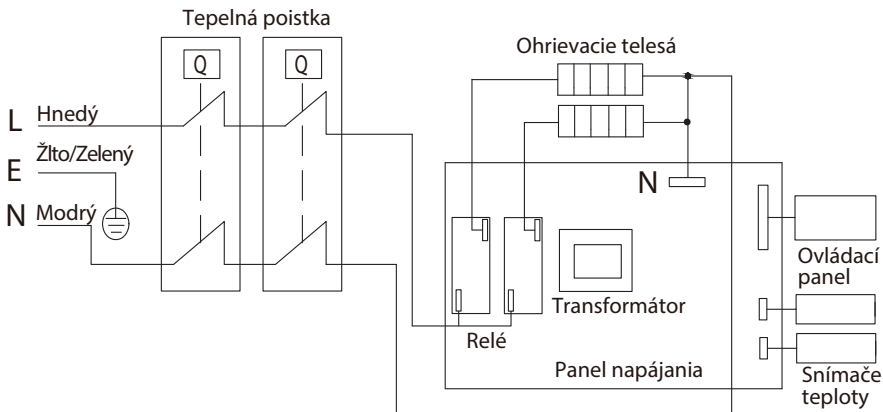 Tepelná poistka
Q
Q
L Hnedý
E Žlto/Zelený
N Modrý
Ohrievacie telesá
N
Transformátor
Relé
Panel napájania
Ovládací
panel
Snímače
teploty